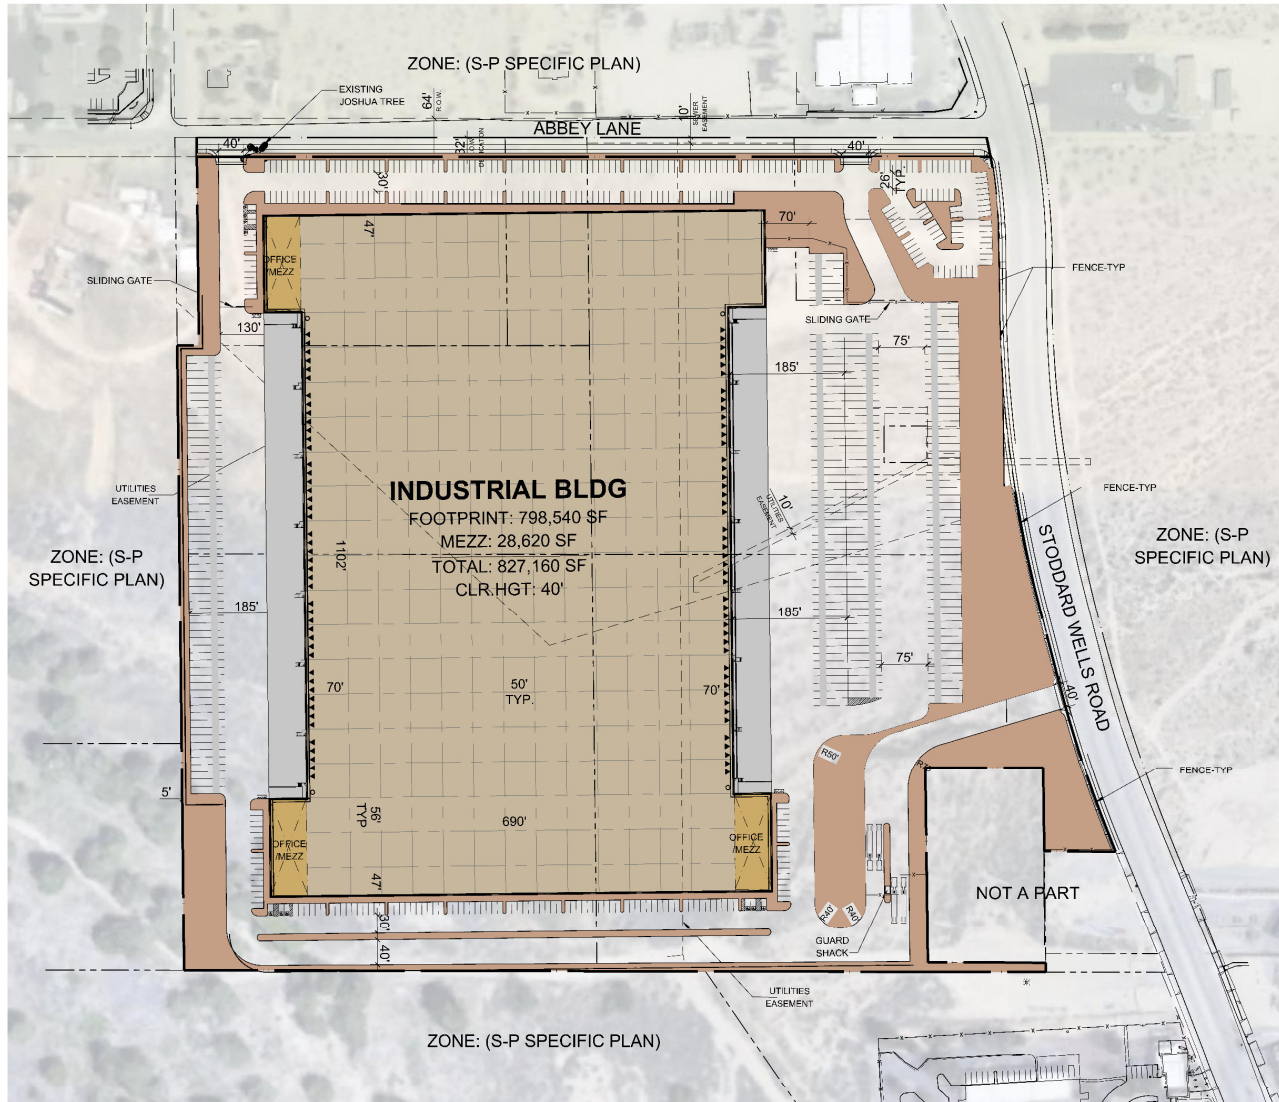 ZONE: (S-P SPECIFIC PLAN)
EXISTING
JOSHUA TREE
64'
R.O.W.
10'
SEWER
EASEMENT
ABBEY LANE
32'
40'
40'
30'
26'
TYP
47'
70'
OFFICE
/MEZZ
SLIDING GATE
FENCE-TYP
SLIDING GATE
130'
75'
185'
INDUSTRIAL BLDG
FOOTPRINT: 798,540 SF
MEZZ: 28,620 SF
TOTAL: 827,160 SF
CLR.HGT: 40'
UTILITIES
EASEMENT
10'
UTILITIES
EASEMENT
FENCE-TYP
ZONE: (S-P
SPECIFIC PLAN)
ZONE: (S-P
SPECIFIC PLAN)
STODDARD WELLS ROAD
1102'
185'
185'
75'
70'
50'
TYP.
70'
40'
R50'
FENCE-TYP
5'
56'
TYP
690'
OFFICE
/MEZZ
OFFICE
/MEZZ
47'
NOT A PART
30'
40'
R40'
R40'
GUARD
SHACK
UTILITIES
EASEMENT
ZONE: (S-P SPECIFIC PLAN)